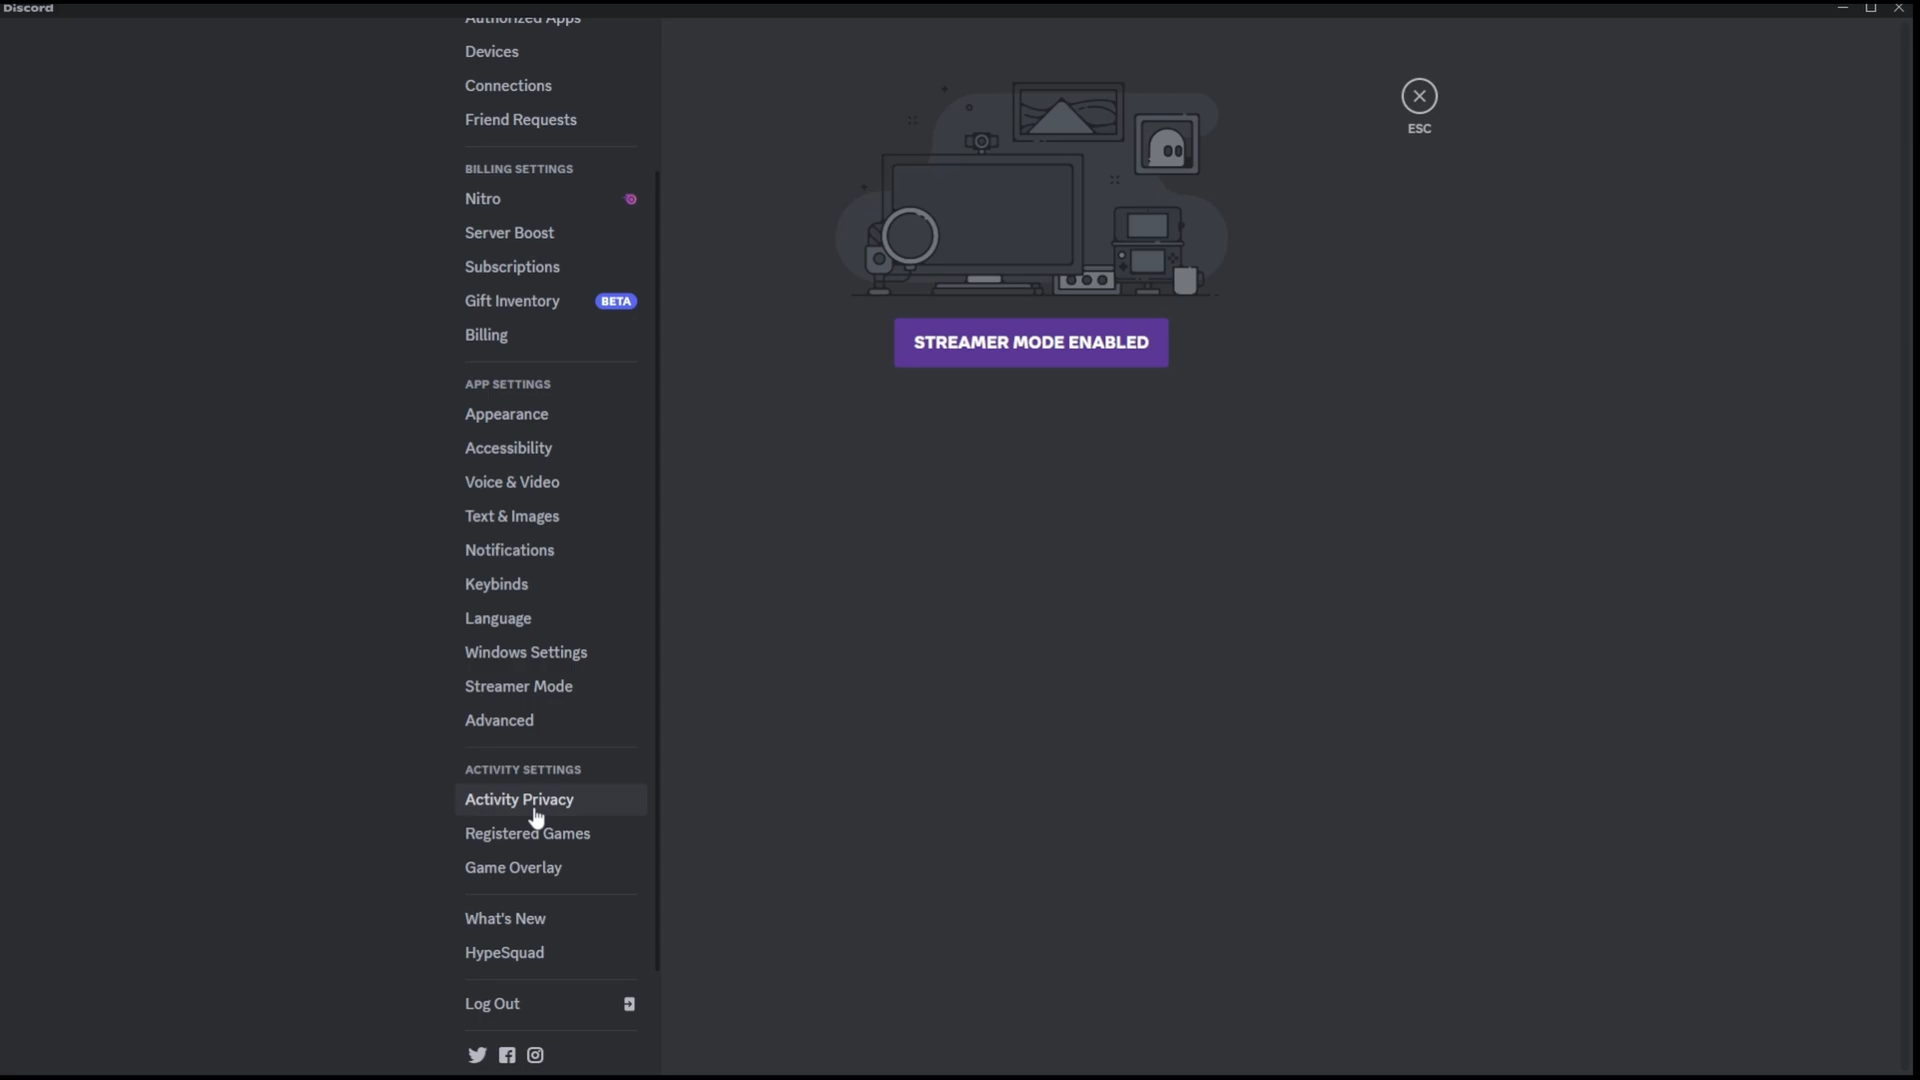 Discord
Authorized Apps
Devices
Connections
Friend Requests
BILLING SETTINGS
Nitro
Server Boost
Subscriptions
Gift Inventory BETA
Billing
APP SETTINGS
Appearance
Accessibility
Voice & Video
Text & Images
Notifications
Keybinds
Language
Windows Settings
Streamer Mode
Advanced
ACTIVITY SETTINGS
Activity Privacy
Registered Games
Game Overlay
What's New
HypeSquad
Log Out
ESC
STREAMER MODE ENABLED